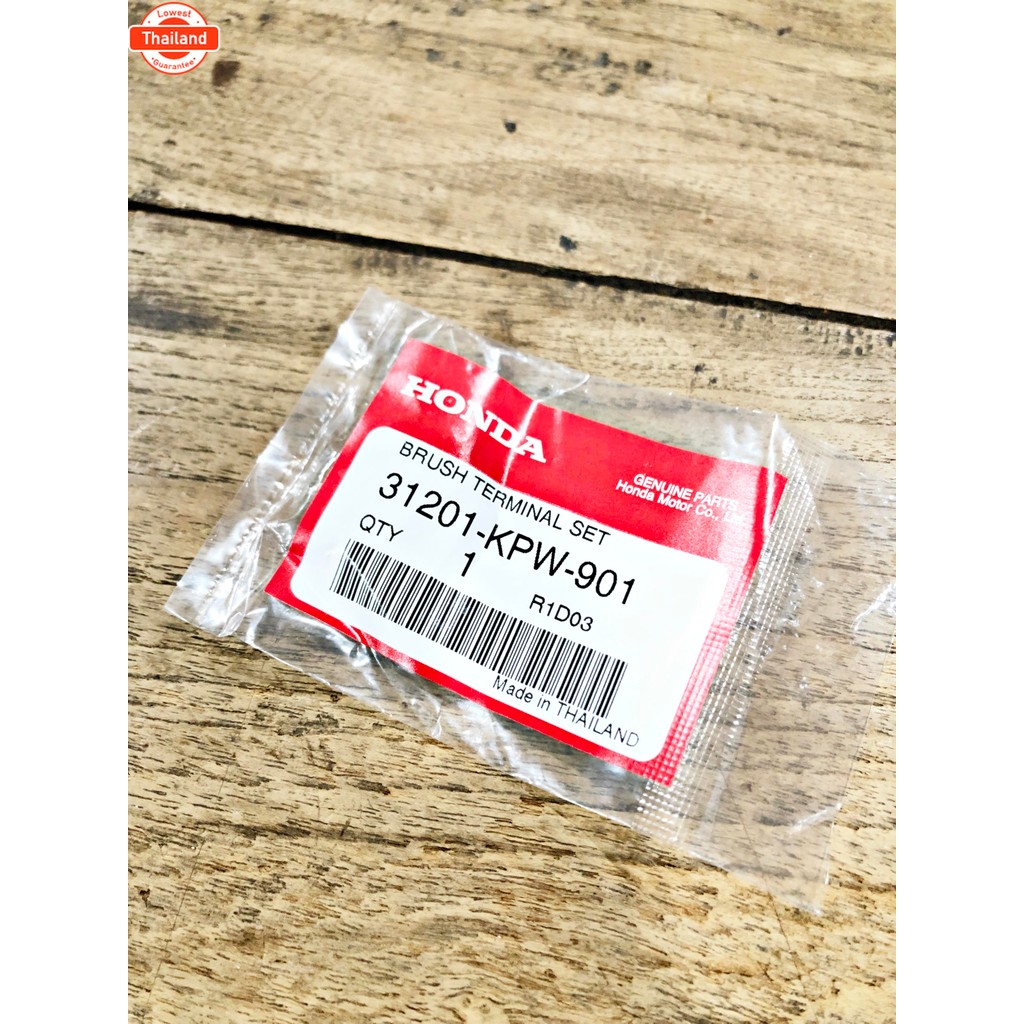 Lowest
Thailand
Guarantee
HONDA
GENUINE PARTS
Honda Motor Co.,
BRUSH TERMINAL SET
31201-KPW-901
QTY 1
R1D03
Made in THAILAND